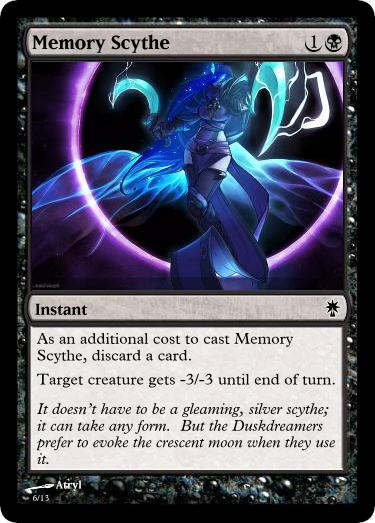 Memory Scythe 1
Instant
As an additional cost to cast Memory
Scythe, discard a card.
Target creature gets -3/-3 until end of turn.
It doesn't have to be a gleaming, silver scythe;
it can take any form. But the Duskdreamers
prefer to evoke the crescent moon when they use
it.
Atryl
6/13